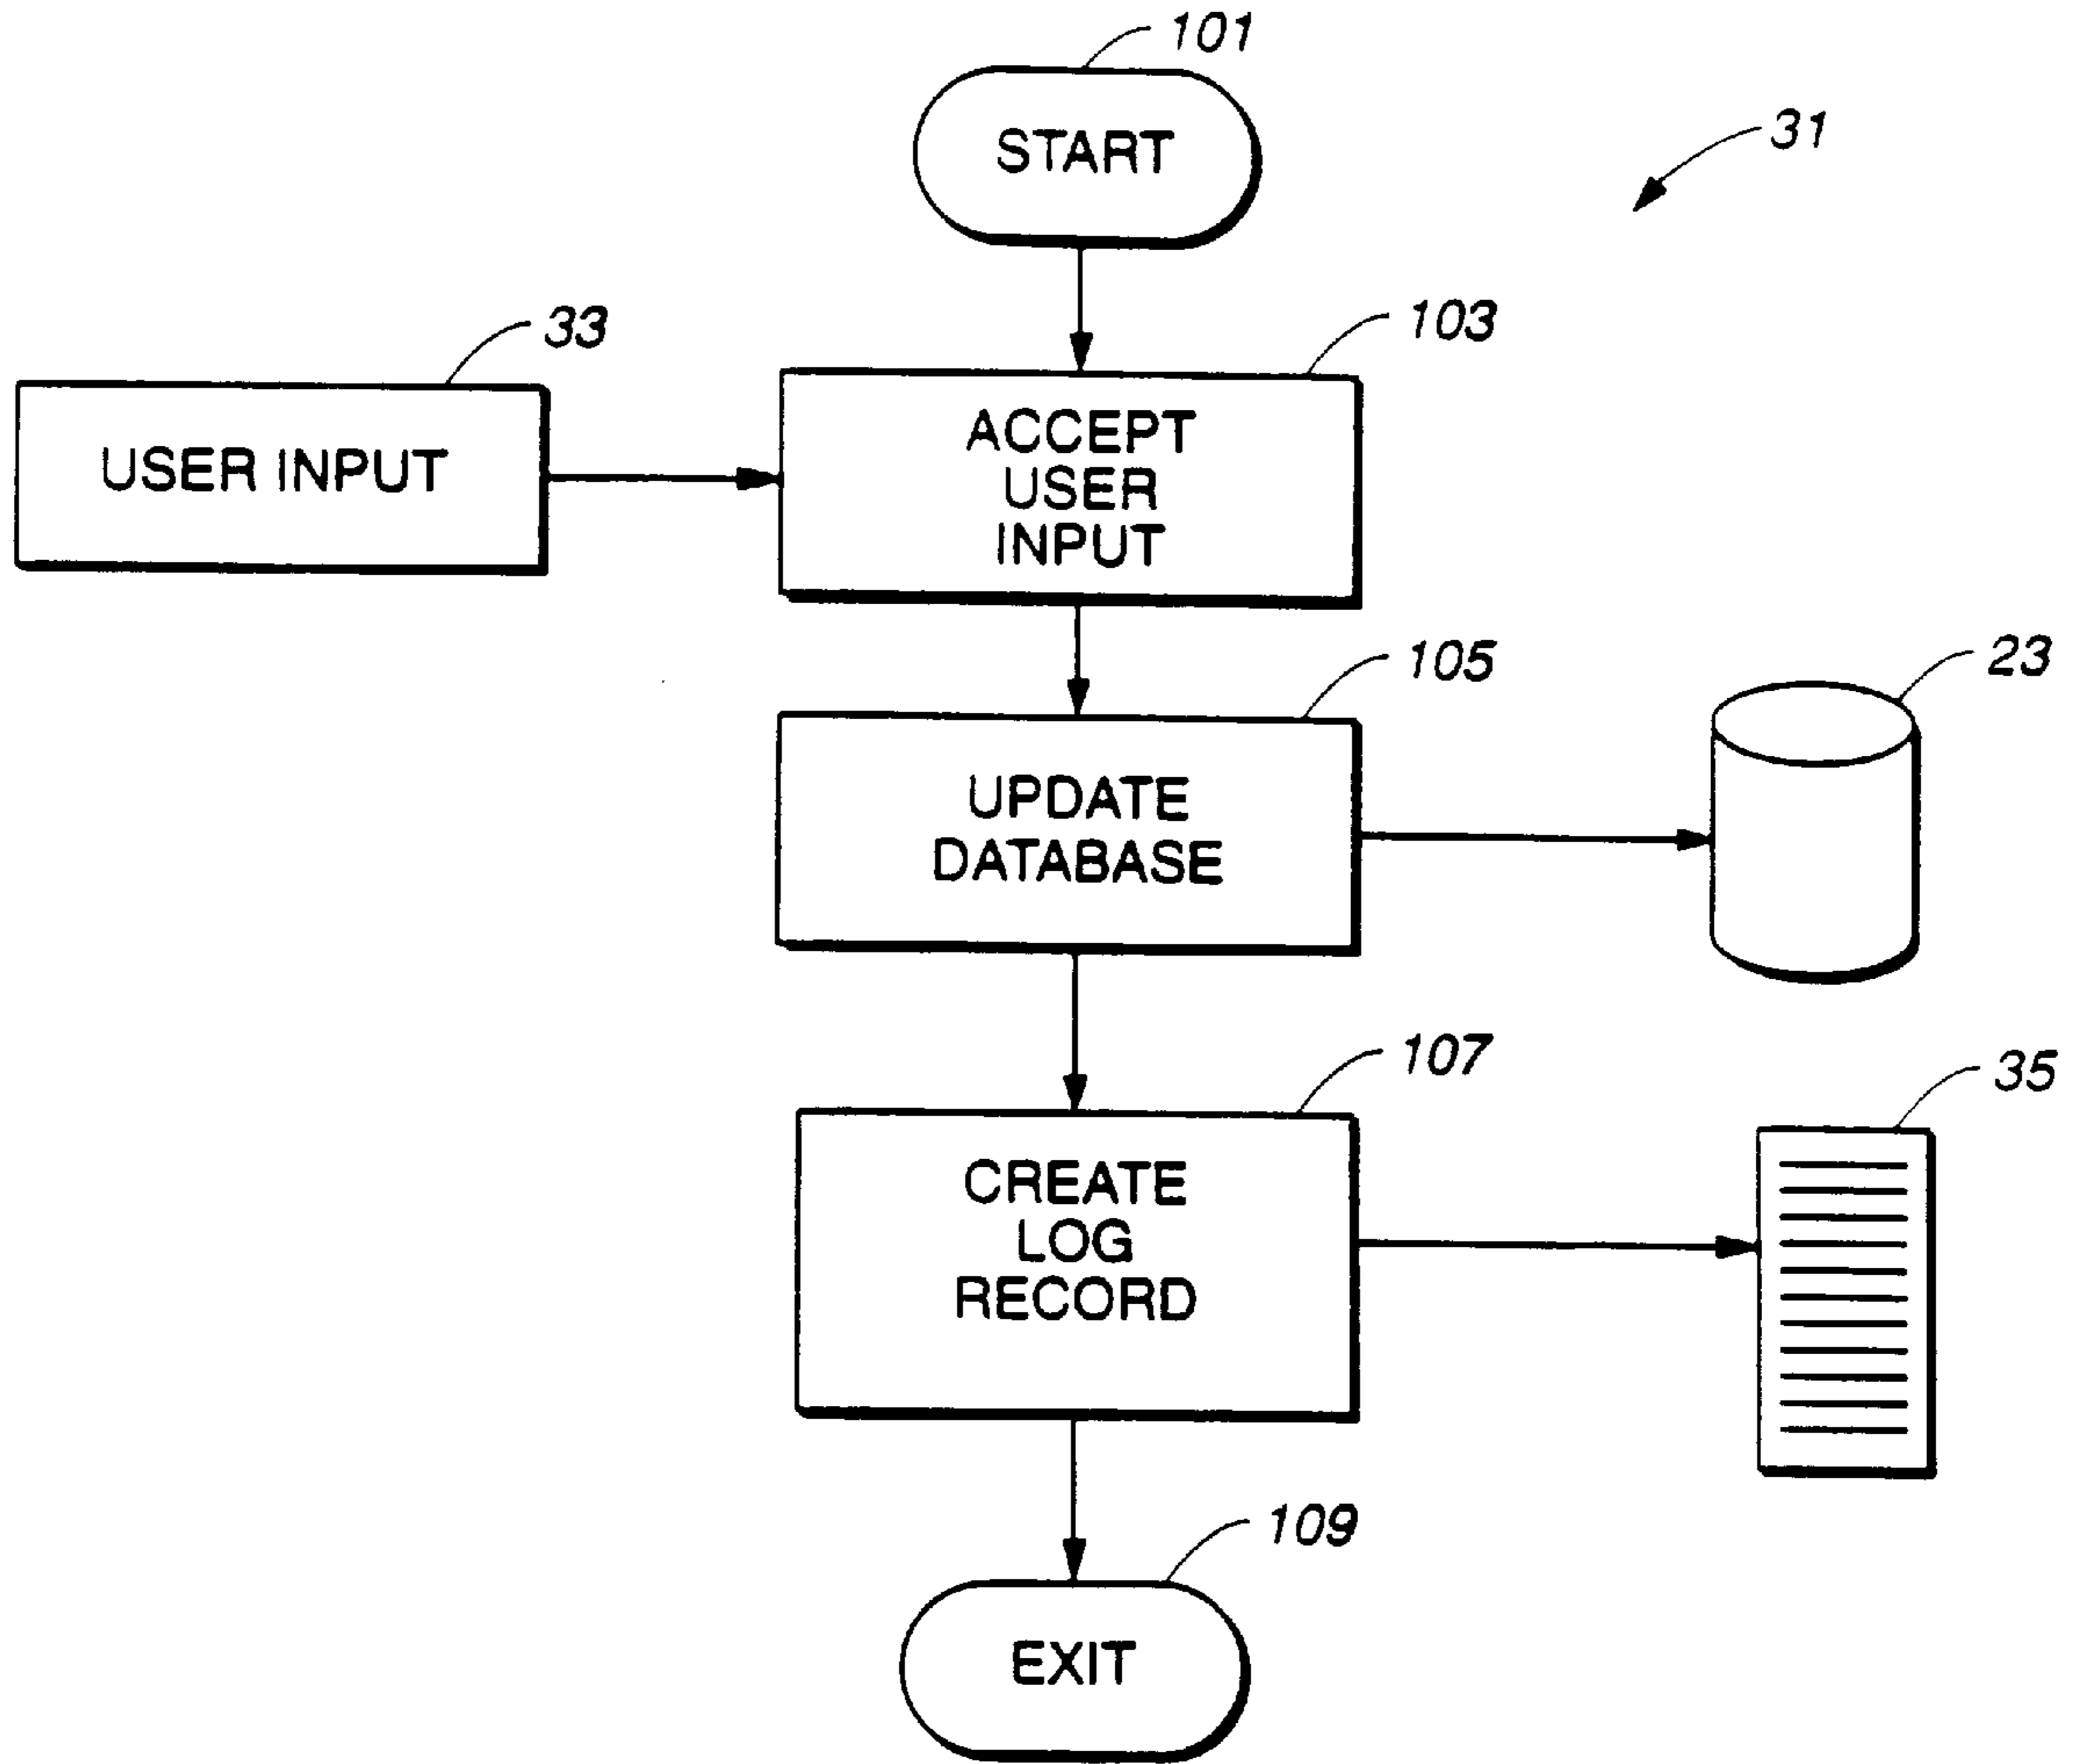 101
START
31
33
103
USER INPUT
ACCEPT
USER
INPUT
105
23
UPDATE
DATABASE
107
35
CREATE
LOG
RECORD
109
EXIT